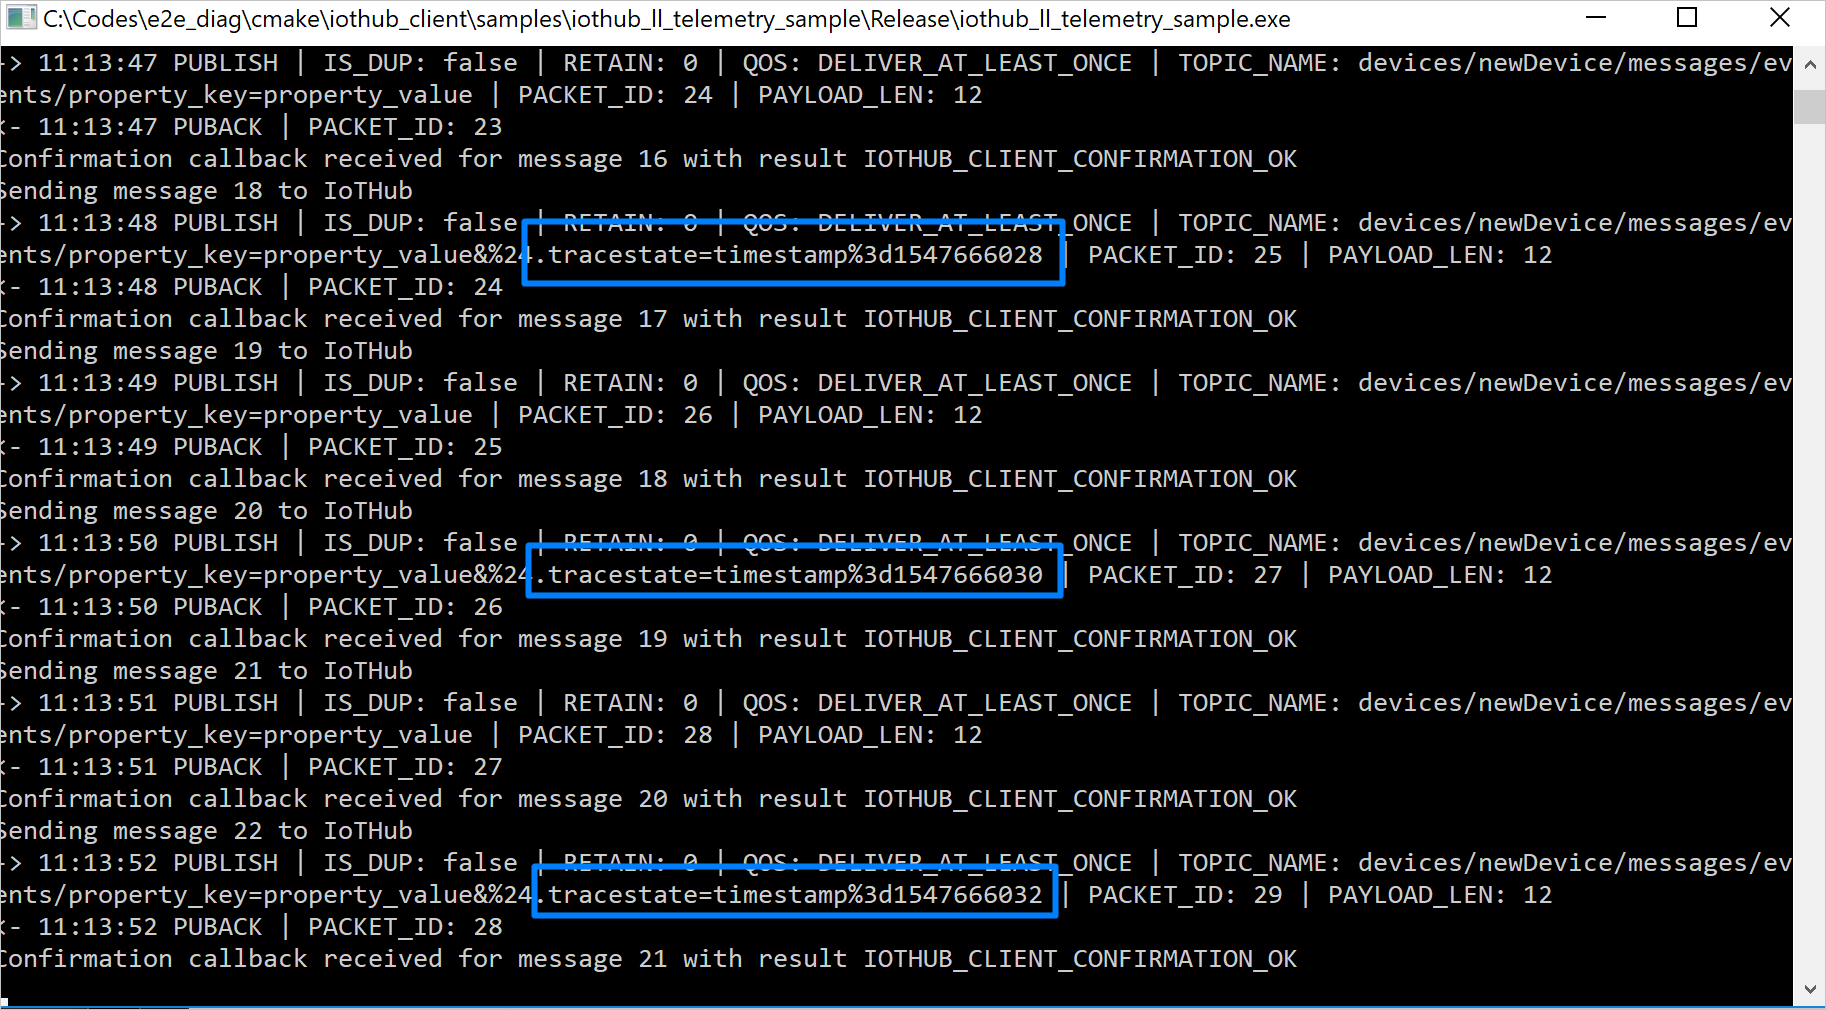 C:\Codes\e2e_diag\cmake\iothub_client\samples\iothub_ll_telemetry_sample\Release\iothub_ll_telemetry_sample.exe
-> 11:13:47 PUBLISH | IS_DUP: false | RETAIN: 0 | QOS: DELIVER_AT_LEAST_ONCE | TOPIC_NAME: devices/newDevice/messages/ev
ents/property_key=property_value | PACKET_ID: 24 | PAYLOAD_LEN: 12
<- 11:13:47 PUBACK | PACKET_ID: 23
Confirmation callback received for message 16 with result IOTHUB_CLIENT_CONFIRMATION_OK
Sending message 18 to IoTHub
-> 11:13:48 PUBLISH | IS_DUP: false | RETAIN: 0 | QOS: DELIVER_AT_LEAST_ONCE | TOPIC_NAME: devices/newDevice/messages/ev
ents/property_key=property_value&%24.tracestate=timestamp%3d1547666028 | PACKET_ID: 25 | PAYLOAD_LEN: 12
<- 11:13:48 PUBACK | PACKET_ID: 24
Confirmation callback received for message 17 with result IOTHUB_CLIENT_CONFIRMATION_OK
Sending message 19 to IoTHub
-> 11:13:49 PUBLISH | IS_DUP: false | RETAIN: 0 | QOS: DELIVER_AT_LEAST_ONCE | TOPIC_NAME: devices/newDevice/messages/ev
ents/property_key=property_value | PACKET_ID: 26 | PAYLOAD_LEN: 12
<- 11:13:49 PUBACK | PACKET_ID: 25
Confirmation callback received for message 18 with result IOTHUB_CLIENT_CONFIRMATION_OK
Sending message 20 to IoTHub
-> 11:13:50 PUBLISH | IS_DUP: false | RETAIN: 0 | QOS: DELIVER_AT_LEAST_ONCE | TOPIC_NAME: devices/newDevice/messages/ev
ents/property_key=property_value&%24.tracestate=timestamp%3d1547666030 | PACKET_ID: 27 | PAYLOAD_LEN: 12
<- 11:13:50 PUBACK | PACKET_ID: 26
Confirmation callback received for message 19 with result IOTHUB_CLIENT_CONFIRMATION_OK
Sending message 21 to IoTHub
-> 11:13:51 PUBLISH | IS_DUP: false | RETAIN: 0 | QOS: DELIVER_AT_LEAST_ONCE | TOPIC_NAME: devices/newDevice/messages/ev
ents/property_key=property_value | PACKET_ID: 28 | PAYLOAD_LEN: 12
<- 11:13:51 PUBACK | PACKET_ID: 27
Confirmation callback received for message 20 with result IOTHUB_CLIENT_CONFIRMATION_OK
Sending message 22 to IoTHub
-> 11:13:52 PUBLISH | IS_DUP: false | RETAIN: 0 | QOS: DELIVER_AT_LEAST_ONCE | TOPIC_NAME: devices/newDevice/messages/ev
ents/property_key=property_value&%24.tracestate=timestamp%3d1547666032 | PACKET_ID: 29 | PAYLOAD_LEN: 12
<- 11:13:52 PUBACK | PACKET_ID: 28
Confirmation callback received for message 21 with result IOTHUB_CLIENT_CONFIRMATION_OK